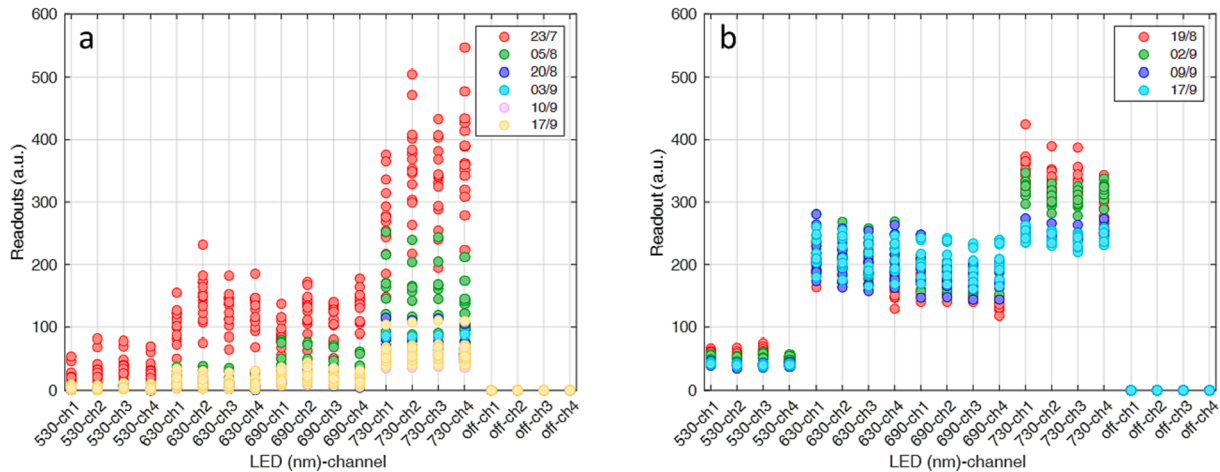 a
600
500
400
300
200
100
0
Readouts (a.u.)
23/7
05/8
20/8
03/9
10/9
17/9
530-ch1
530-ch2
530-ch3
530-ch4
630-ch1
630-ch2
630-ch3
630-ch4
690-ch1
690-ch2
690-ch3
690-ch4
730-ch1
730-ch2
730-ch3
730-ch4
off-ch1
off-ch2
off-ch3
off-ch4
LED (nm)-channel
b
600
500
400
300
200
100
0
Readout (a.u.)
19/8
02/9
09/9
17/9
530-ch1
530-ch2
530-ch3
530-ch4
630-ch1
630-ch2
630-ch3
630-ch4
690-ch1
690-ch2
690-ch3
690-ch4
730-ch1
730-ch2
730-ch3
730-ch4
off-ch1
off-ch2
off-ch3
off-ch4
LED (nm)-channel